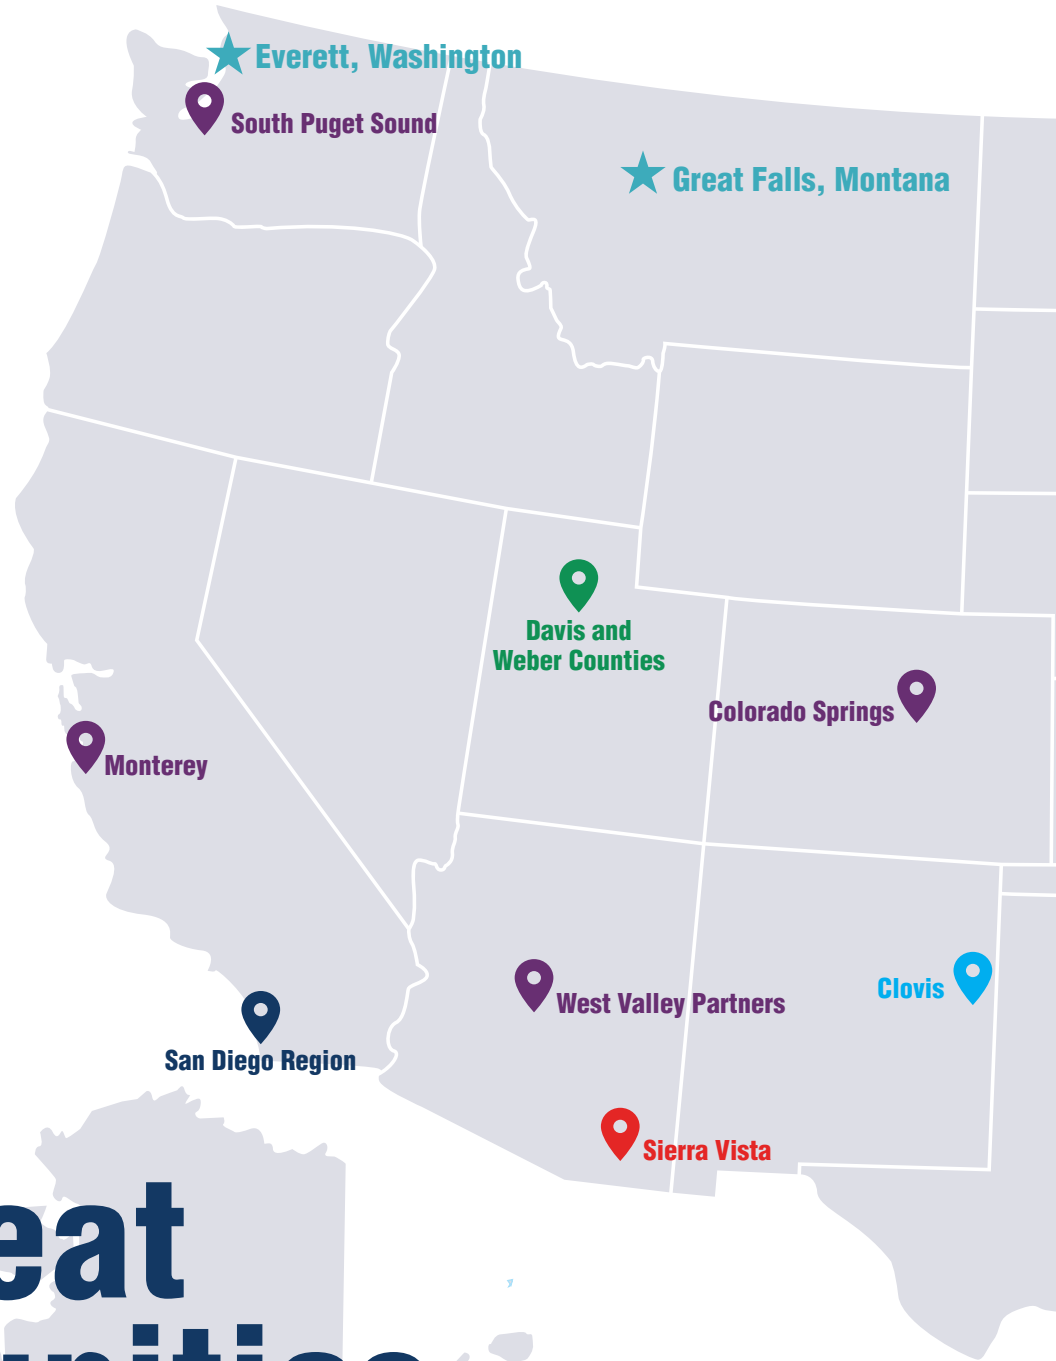 Everett, Washington
South Puget Sound
Great Falls, Montana
Davis and
Weber Counties
Colorado Springs
Monterey
West Valley Partners
Clovis
San Diego Region
Sierra Vista
eat